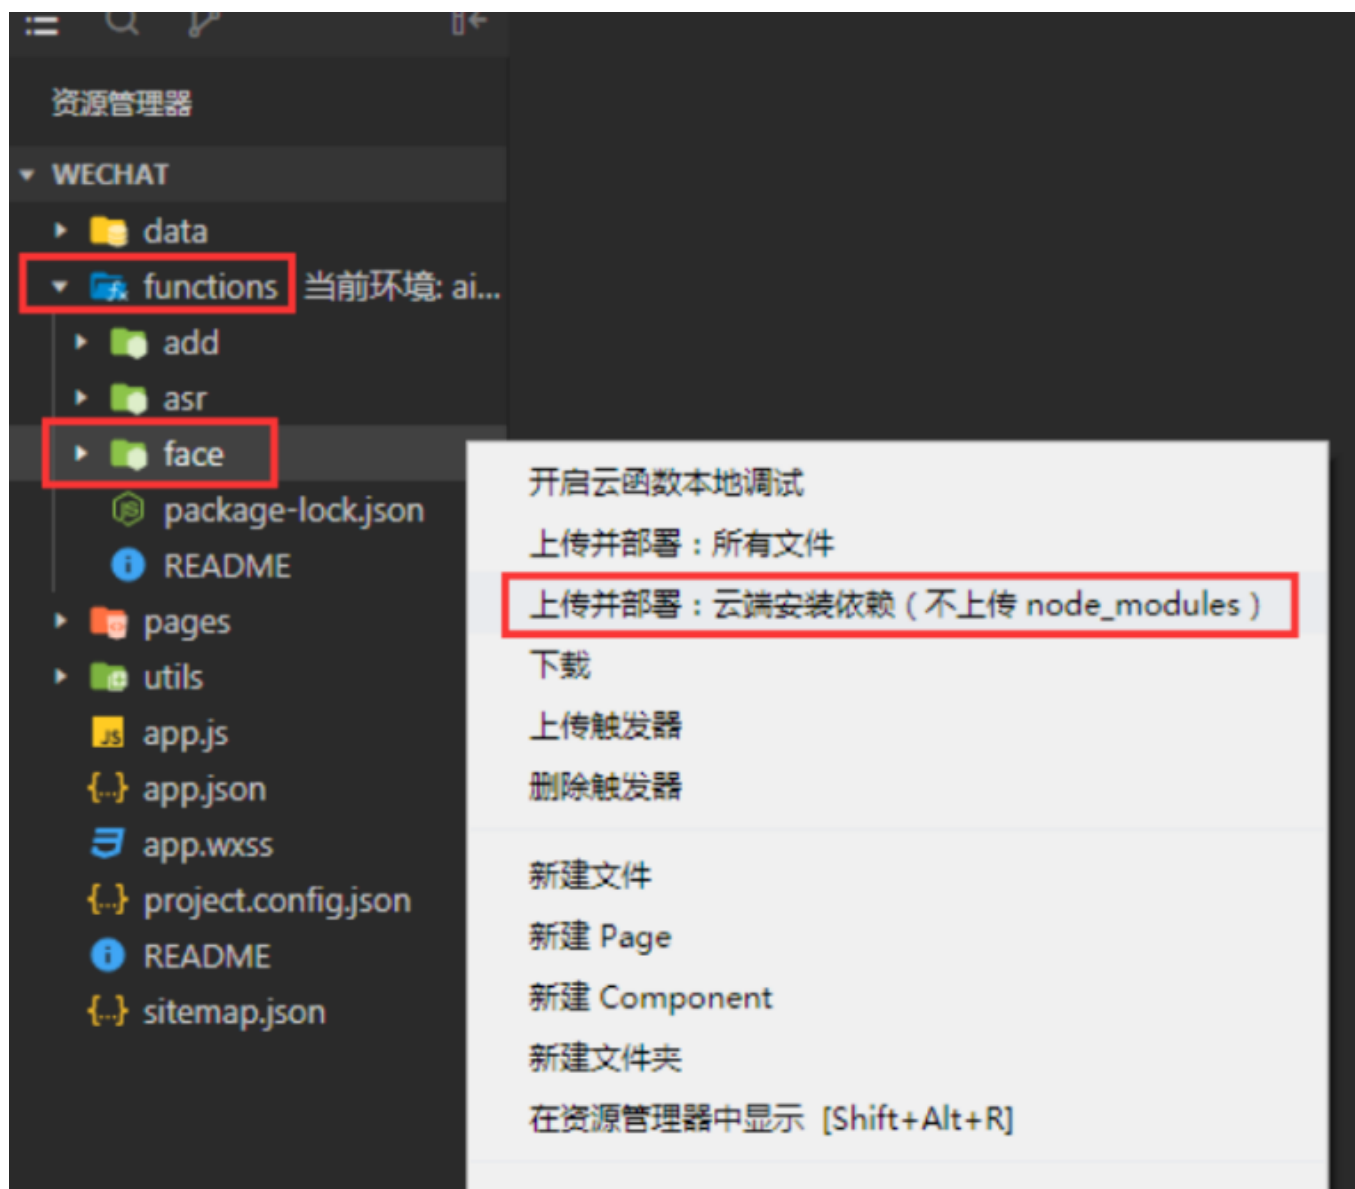 资源管理器
WECHAT
data
functions 当前环境: ai...
add
asr
face
package-lock.json
README
pages
utils
app.js
app.json
app.wxss
project.config.json
README
sitemap.json
开启云函数本地调试
上传并部署：所有文件
上传并部署：云端安装依赖（不上传 node_modules）
下载
上传触发器
删除触发器
新建文件
新建 Page
新建 Component
新建文件夹
在资源管理器中显示 [Shift+Alt+R]